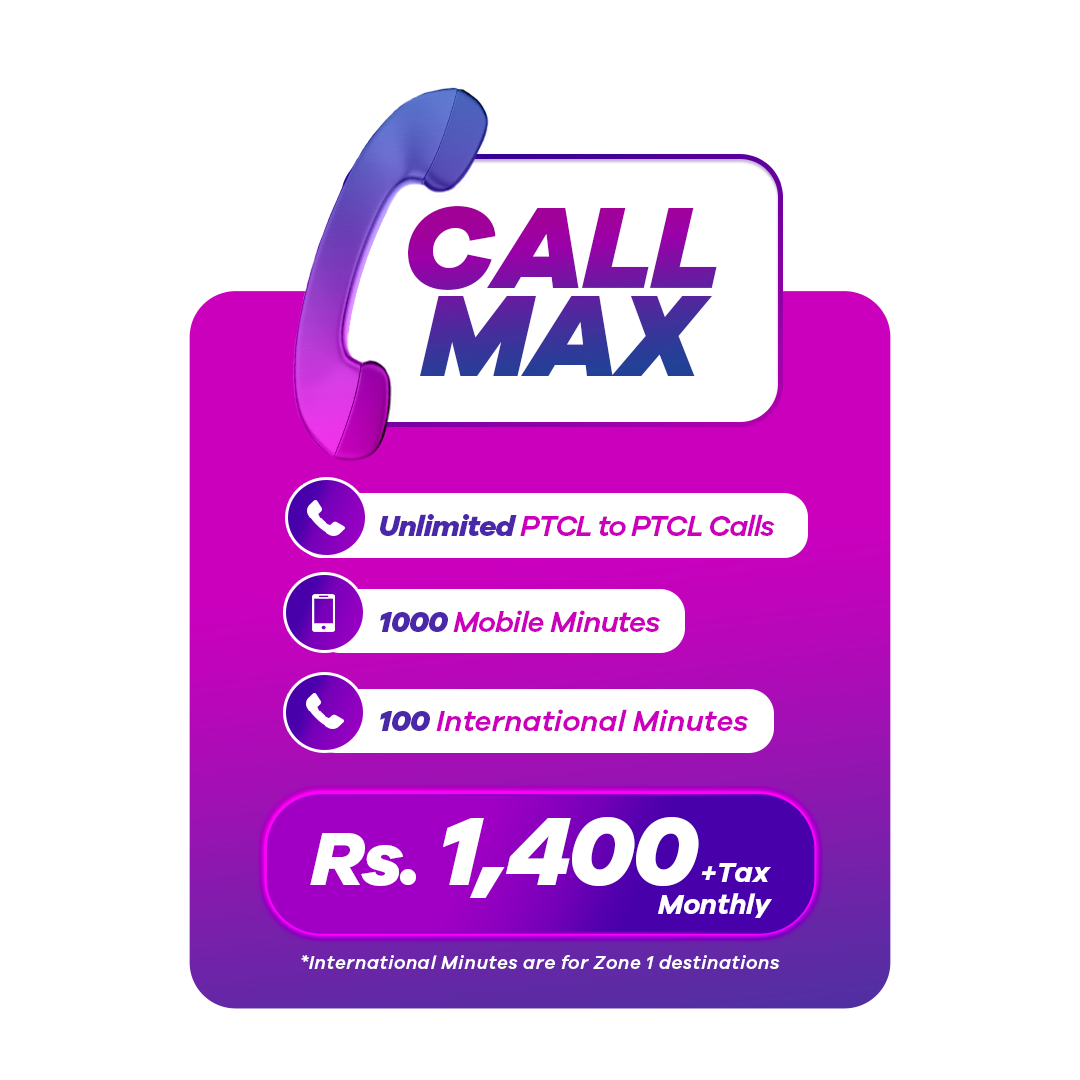 CALL
MAX
Unlimited PTCL to PTCL Calls
1000 Mobile Minutes
100 International Minutes
Rs. 1,400 +Tax
Monthly
*International Minutes are for Zone 1 destinations